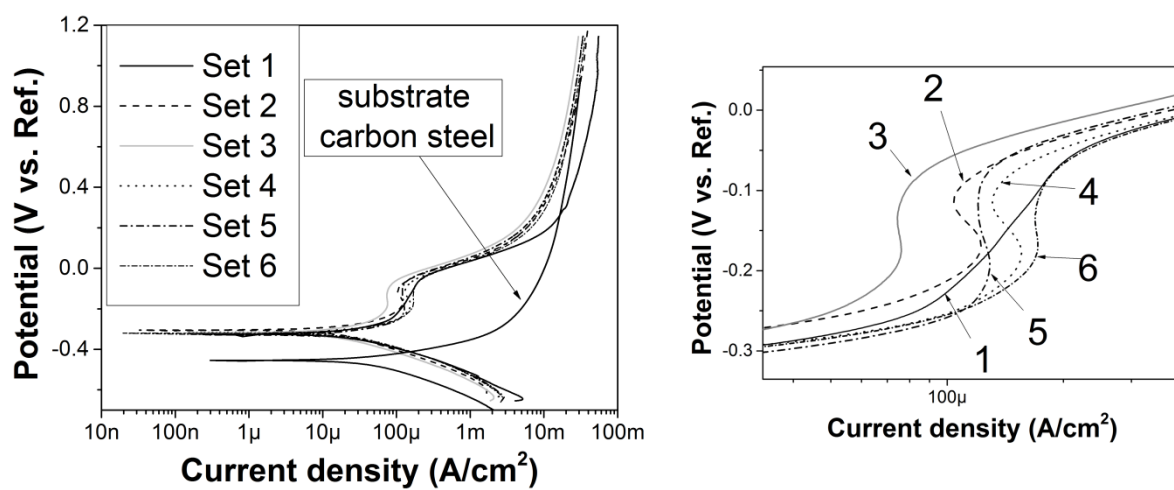 1.2
0.8
0.4
0.0
-0.4
Potential (V vs. Ref.)
Set 1
Set 2
Set 3
Set 4
Set 5
Set 6
substrate
carbon steel
10n 100n 1µ 10µ 100µ 1m 10m 100m
Current density (A/cm²)
0.0
-0.1
-0.2
-0.3
Potential (V vs. Ref.)
2
3
4
6
5
1
100µ
Current density (A/cm²)